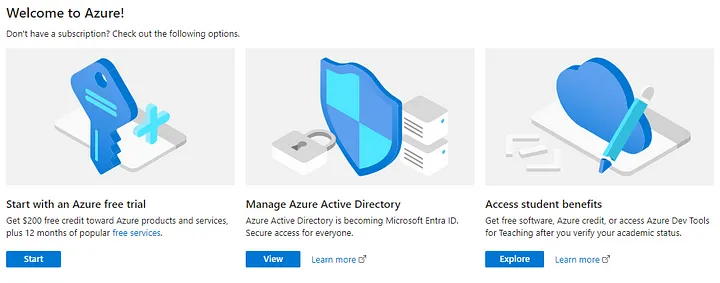 Welcome to Azure!
Don't have a subscription? Check out the following options.
Start with an Azure free trial
Get $200 free credit toward Azure products and services,
plus 12 months of popular free services.
Start
Manage Azure Active Directory
Azure Active Directory is becoming Microsoft Entra ID.
Secure access for everyone.
View
Learn more
Access student benefits
Get free software, Azure credit, or access Azure Dev Tools
for Teaching after you verify your academic status.
Explore
Learn more